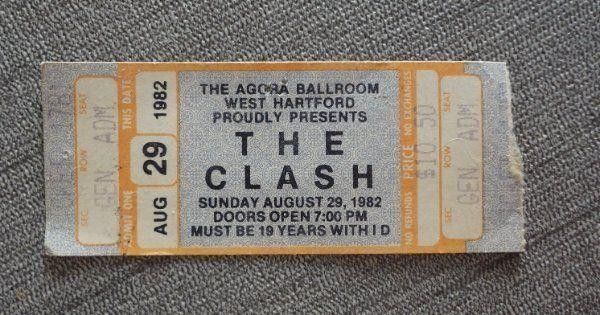 SEC. ROW SEAT
GEN ADM
ADMIT ONE THIS DATE
AUG 29 1982
THE AGORA BALLROOM
WEST HARTFORD
PROUDLY PRESENTS
THE
CLASH
SUNDAY AUGUST 29, 1982
DOORS OPEN 7:00 PM
MUST BE 19 YEARS WITH I D
NO REFUNDS PRICE NO EXCHANGES
$10.50
SEC. ROW SEAT
GEN ADM